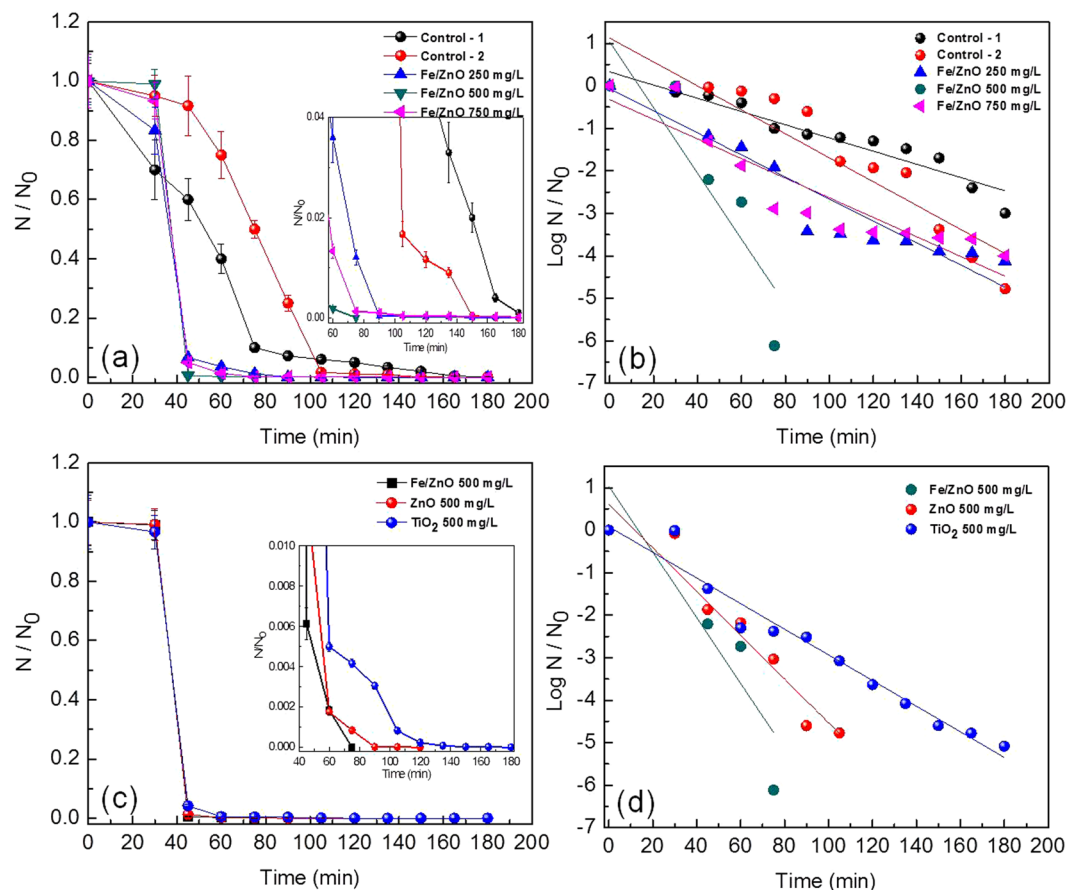 (a)
N / N0
1.2
1.0
0.8
0.6
0.4
0.2
0.0
Control - 1
Control - 2
Fe/ZnO 250 mg/L
Fe/ZnO 500 mg/L
Fe/ZnO 750 mg/L
N/N0
0.04
0.02
0.00
60 80 100 120 140 160 180
Time (min)
0 20 40 60 80 100 120 140 160 180 200
Time (min)
(b)
Log N / N0
1
0
-1
-2
-3
-4
-5
-6
-7
Control - 1
Control - 2
Fe/ZnO 250 mg/L
Fe/ZnO 500 mg/L
Fe/ZnO 750 mg/L
0 20 40 60 80 100 120 140 160 180 200
Time (min)
(c)
N / N0
1.2
1.0
0.8
0.6
0.4
0.2
0.0
Fe/ZnO 500 mg/L
ZnO 500 mg/L
TiO2 500 mg/L
N/N0
0.010
0.008
0.006
0.004
0.002
0.000
40 60 80 100 120 140 160 180
Time (min)
0 20 40 60 80 100 120 140 160 180 200
Time (min)
(d)
Log N / N0
1
0
-1
-2
-3
-4
-5
-6
-7
Fe/ZnO 500 mg/L
ZnO 500 mg/L
TiO2 500 mg/L
0 20 40 60 80 100 120 140 160 180 200
Time (min)